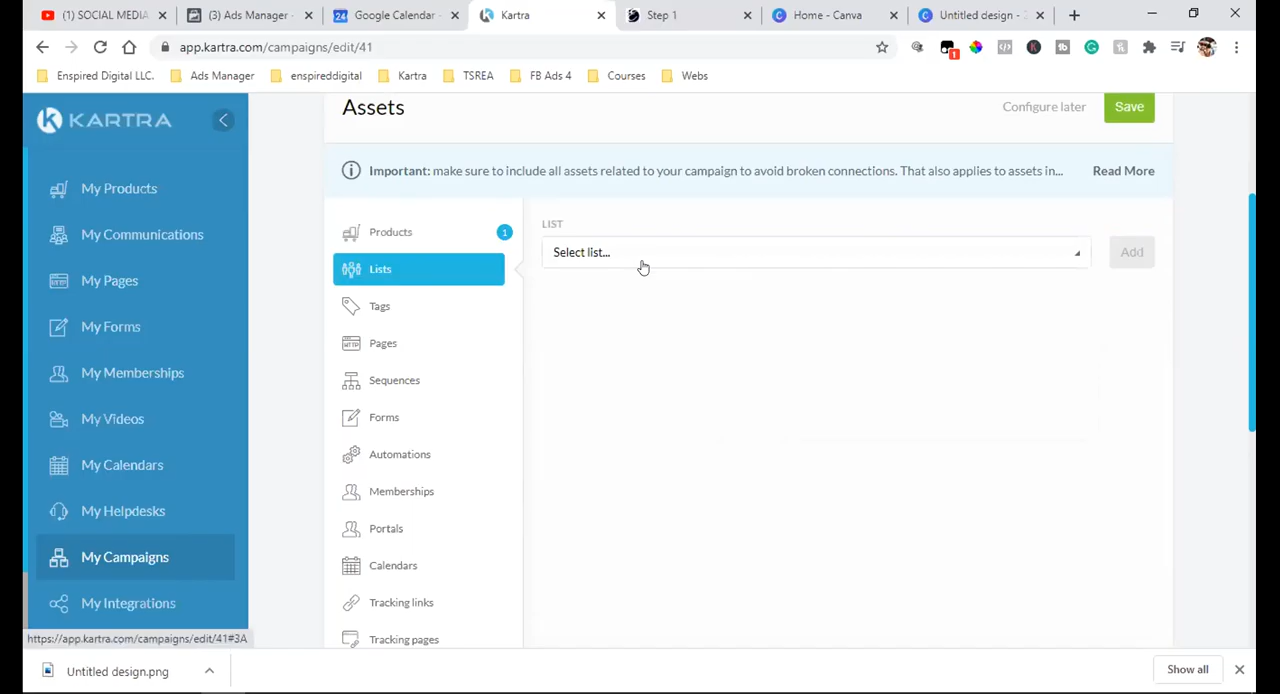 (1) SOCIAL MEDIA
(3) Ads Manager -
Google Calendar -
Kartra
Step 1
Home - Canva
Untitled design -
app.kartra.com/campaigns/edit/41
Enspired Digital LLC.
Ads Manager
enspireddigital
Kartra
TSREA
FB Ads 4
Courses
Webs
KARTRA
My Products
My Communications
My Pages
My Forms
My Memberships
My Videos
My Calendars
My Helpdesks
My Campaigns
My Integrations
Assets
Configure later
Save
Important: make sure to include all assets related to your campaign to avoid broken connections. That also applies to assets in...
Read More
Products
1
Lists
Tags
Pages
Sequences
Forms
Automations
Memberships
Portals
Calendars
Tracking links
Tracking pages
LIST
Select list...
Add
https://app.kartra.com/campaigns/edit/41#3A
Untitled design.png
Show all